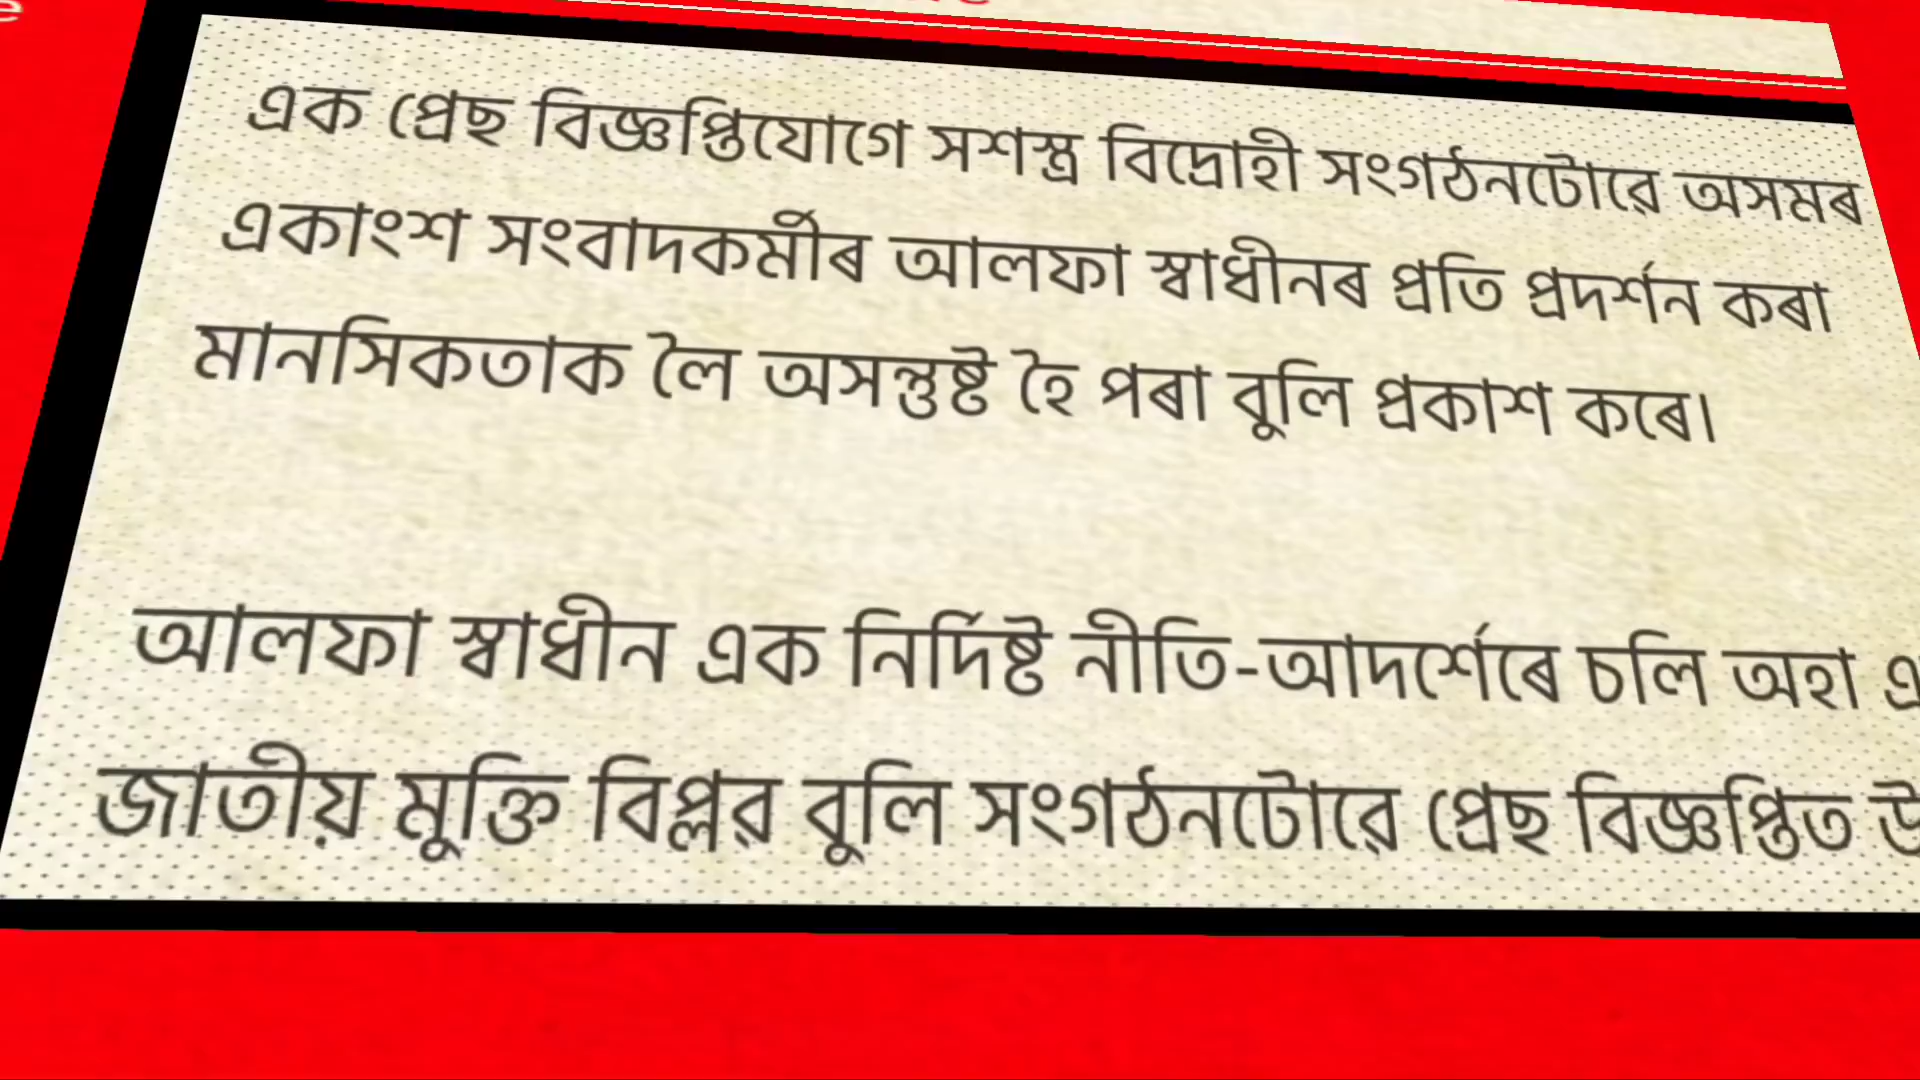 এক প্ৰেছ বিজ্ঞপ্তিযোগে সশস্ত্ৰ বিদ্ৰোহী সংগঠনটোৱে অসমৰ
একাংশ সংবাদকৰ্মীৰ আলফা স্বাধীনৰ প্ৰতি প্ৰদৰ্শন কৰা
মানসিকতাক লৈ অসন্তুষ্ট হৈ পৰা বুলি প্ৰকাশ কৰে।
আলফা স্বাধীন এক নিৰ্দিষ্ট নীতি-আদৰ্শেৰে চলি অহা
জাতীয় মুক্তি বিপ্লৱ বুলি সংগঠনটোৱে প্ৰেছ বিজ্ঞপ্তিত